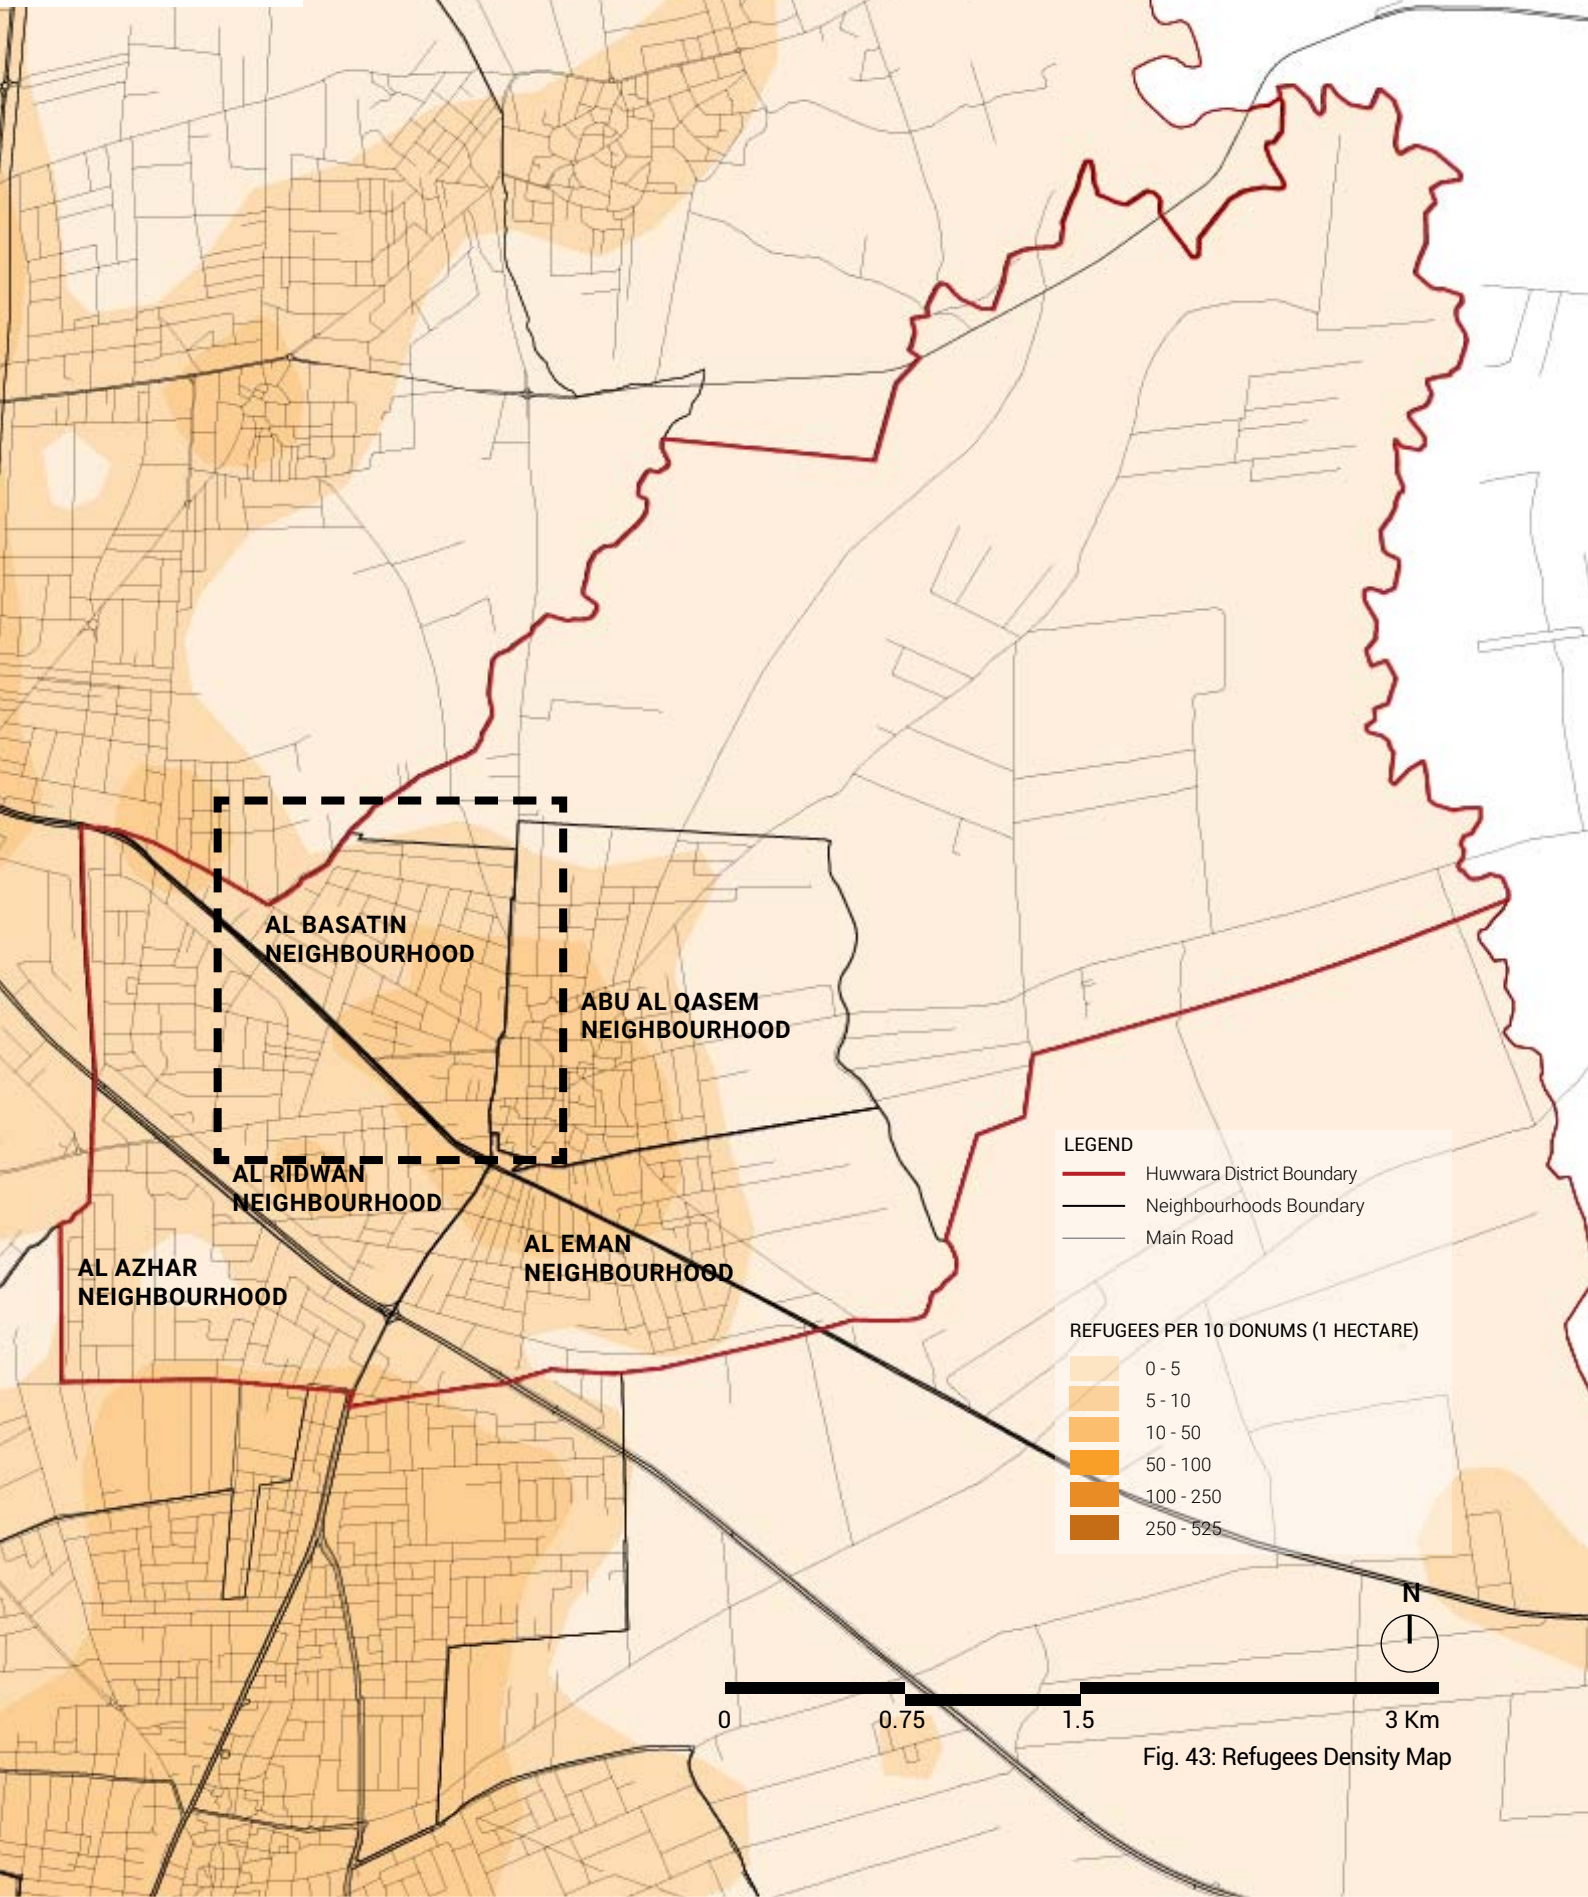 AL BASATIN
NEIGHBOURHOOD
ABU AL QASEM
NEIGHBOURHOOD
AL RIDWAN
NEIGHBOURHOOD
AL EMAN
NEIGHBOURHOOD
AL AZHAR
NEIGHBOURHOOD
LEGEND
Huwwara District Boundary
Neighbourhoods Boundary
Main Road
REFUGEES PER 10 DONUMS (1 HECTARE)
0 - 5
5 - 10
10 - 50
50 - 100
100 - 250
250 - 525
N
0 0.75 1.5 3 Km
Fig. 43: Refugees Density Map